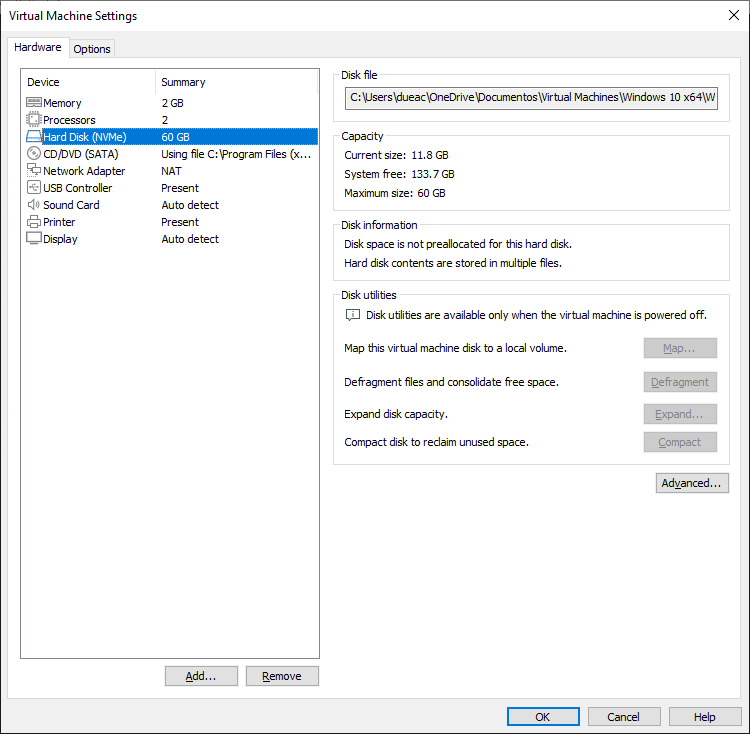 Virtual Machine Settings
Hardware
Options
Device Summary
Memory 2 GB
Processors 2
Hard Disk (NVMe) 60 GB
CD/DVD (SATA) Using file C:\Program Files (x...
Network Adapter NAT
USB Controller Present
Sound Card Auto detect
Printer Present
Display Auto detect
Add...
Remove
Disk file
C:\Users\dueac\OneDrive\Documentos\Virtual Machines\Windows 10 x64\W
Capacity
Current size: 11.8 GB
System free: 133.7 GB
Maximum size: 60 GB
Disk information
Disk space is not preallocated for this hard disk.
Hard disk contents are stored in multiple files.
Disk utilities
Disk utilities are available only when the virtual machine is powered off.
Map this virtual machine disk to a local volume. Map...
Defragment files and consolidate free space. Defragment
Expand disk capacity. Expand...
Compact disk to reclaim unused space. Compact
Advanced...
OK
Cancel
Help